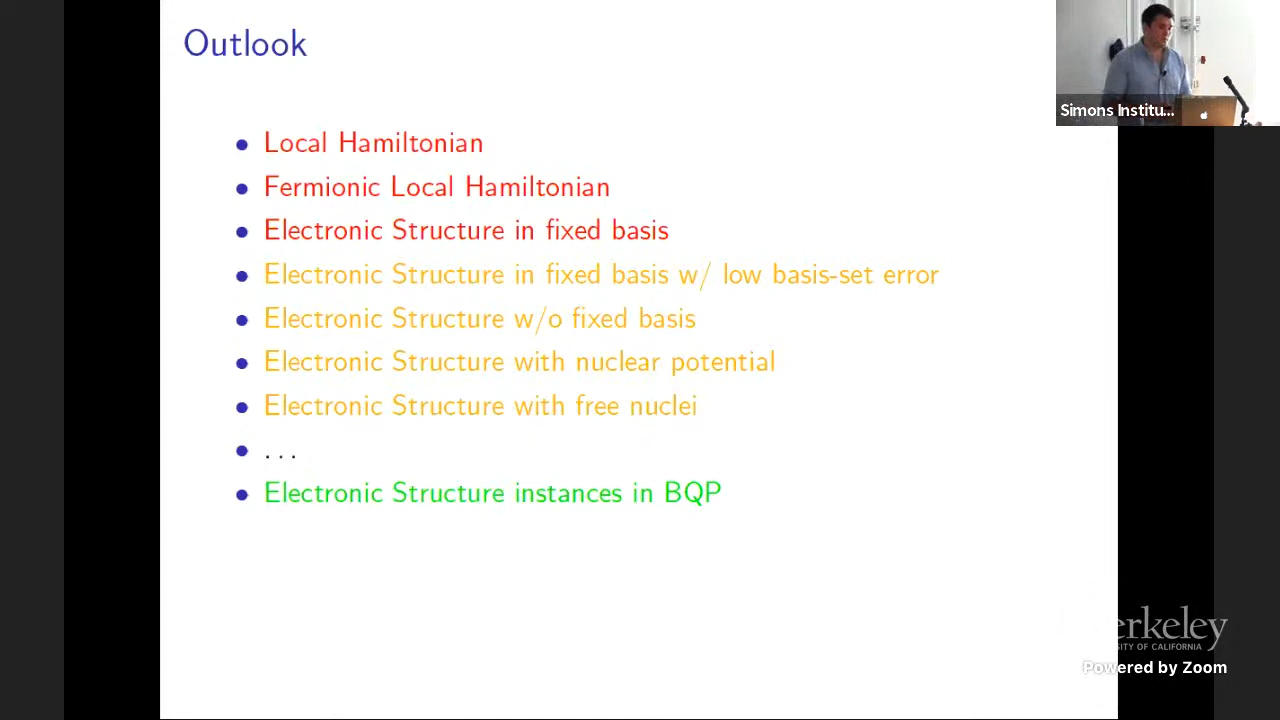 Outlook
Simons Institu...
• Local Hamiltonian
• Fermionic Local Hamiltonian
• Electronic Structure in fixed basis
• Electronic Structure in fixed basis w/ low basis-set error
• Electronic Structure w/o fixed basis
• Electronic Structure with nuclear potential
• Electronic Structure with free nuclei
• . . .
• Electronic Structure instances in BQP
erkeley
SITY OF CALIFORNIA
Powered by Zoom